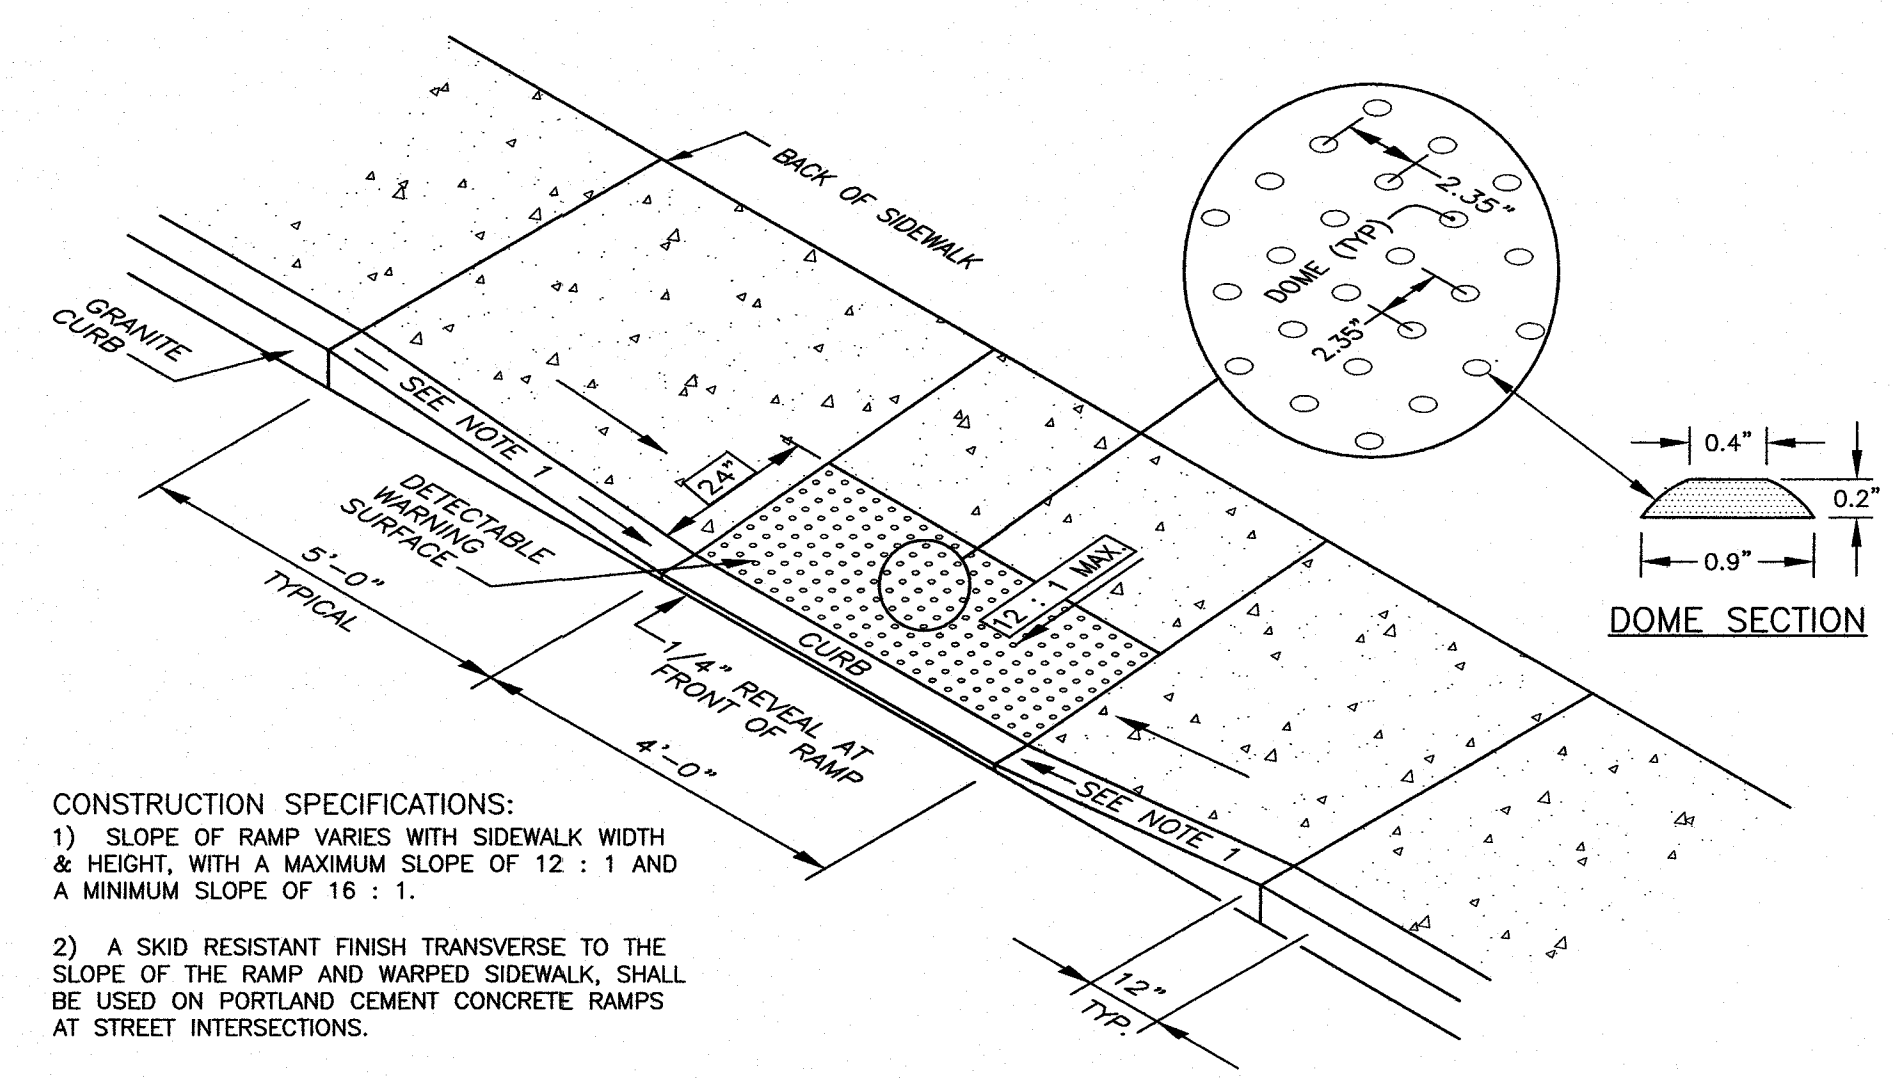 BACK OF SIDEWALK
2.35"
DOME (TYP)
2.35"
GRANITE
CURB
SEE NOTE 1
24"
DETECTABLE
WARNING
SURFACE
0.4"
0.2"
0.9"
DOME SECTION
12 : 1 MAX.
5'-0"
TYPICAL
CURB
1/4" REVEAL AT
FRONT OF RAMP
4'-0"
SEE NOTE 1
12"
TYP.
CONSTRUCTION SPECIFICATIONS:
1) SLOPE OF RAMP VARIES WITH SIDEWALK WIDTH
& HEIGHT, WITH A MAXIMUM SLOPE OF 12 : 1 AND
A MINIMUM SLOPE OF 16 : 1.
2) A SKID RESISTANT FINISH TRANSVERSE TO THE
SLOPE OF THE RAMP AND WARPED SIDEWALK, SHALL
BE USED ON PORTLAND CEMENT CONCRETE RAMPS
AT STREET INTERSECTIONS.